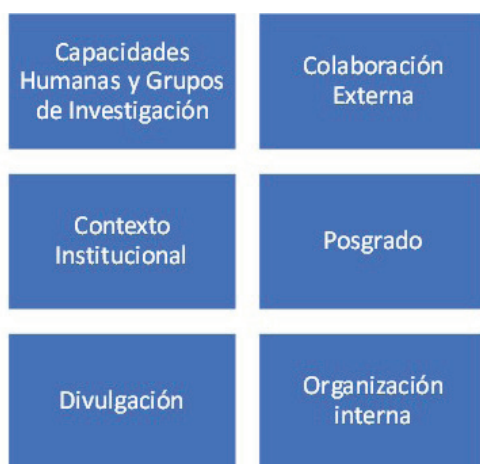 Capacidades
Humanas y Grupos
de Investigación
Colaboración
Externa
Contexto
Institucional
Posgrado
Divulgación
Organización
interna